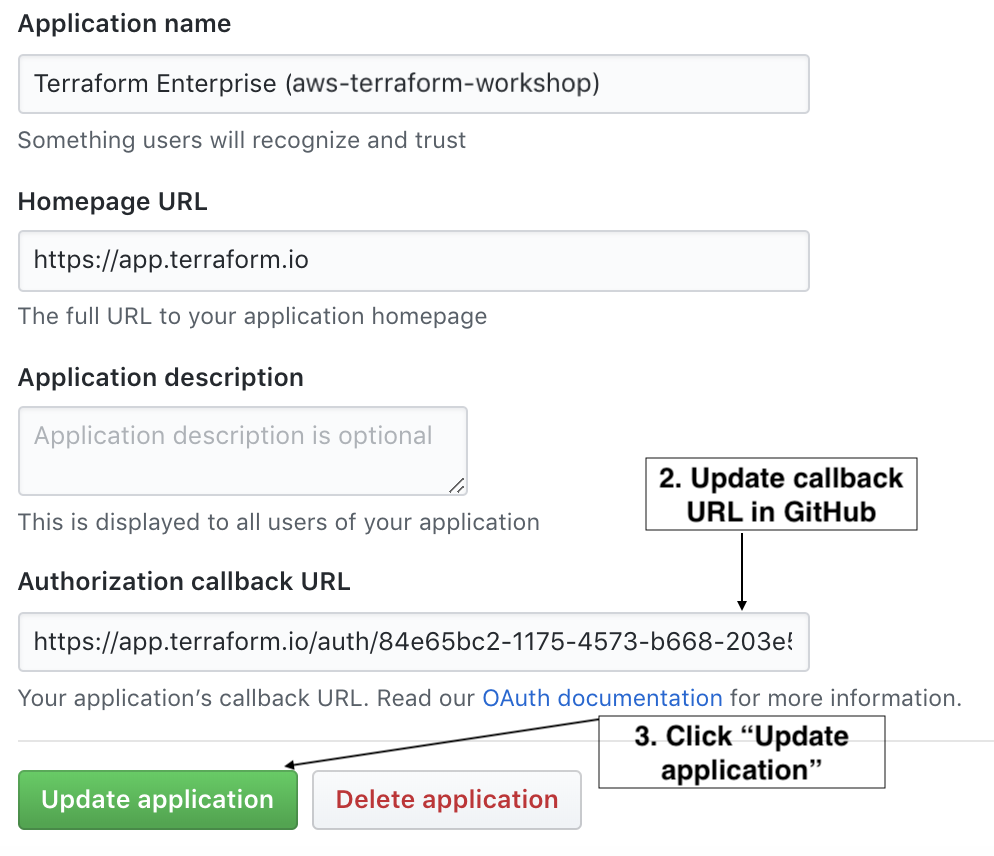 Application name
Terraform Enterprise (aws-terraform-workshop)
Something users will recognize and trust
Homepage URL
https://app.terraform.io
The full URL to your application homepage
Application description
Application description is optional
This is displayed to all users of your application
2. Update callback
URL in GitHub
Authorization callback URL
https://app.terraform.io/auth/84e65bc2-1175-4573-b668-203e5
Your application’s callback URL. Read our OAuth documentation for more information.
3. Click “Update
application”
Update application
Delete application